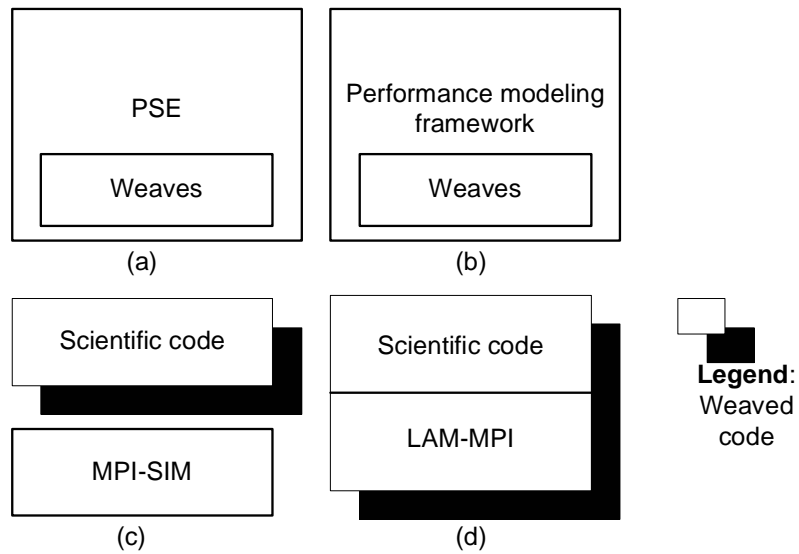 PSE
Weaves
(a)
Performance modeling
framework
Weaves
(b)
Scientific code
MPI-SIM
(c)
Scientific code
LAM-MPI
(d)
Legend:
Weaved
code